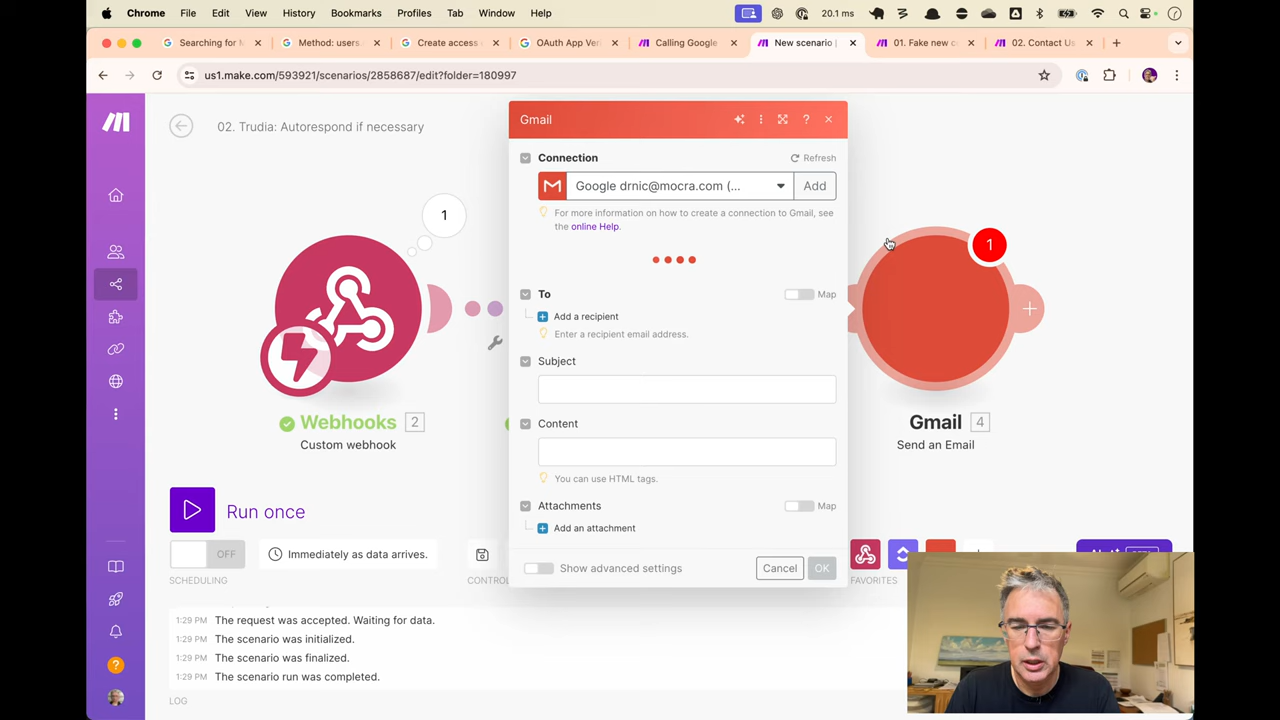 Chrome File Edit View History Bookmarks Profiles Tab Window Help 20.1 ms
Searching for M
Method: users.
Create access c
OAuth App Ver
Calling Google
New scenario |
01. Fake new c
02. Contact Us
us1.make.com/593921/scenarios/2858687/edit?folder=180997
02. Trudia: Autorespond if necessary
Gmail
?
Connection
Refresh
Google drnic@mocra.com (...
Add
For more information on how to create a connection to Gmail, see
the online Help.
1
1
To
Map
Add a recipient
Enter a recipient email address.
Subject
Content
You can use HTML tags.
Attachments
Map
Add an attachment
Show advanced settings
Cancel
OK
Webhooks 2
Custom webhook
Gmail 4
Send an Email
Run once
OFF
Immediately as data arrives.
SCHEDULING
FAVORITES
1:29 PM The request was accepted. Waiting for data.
1:29 PM The scenario was initialized.
1:29 PM The scenario was finalized.
1:29 PM The scenario run was completed.
LOG